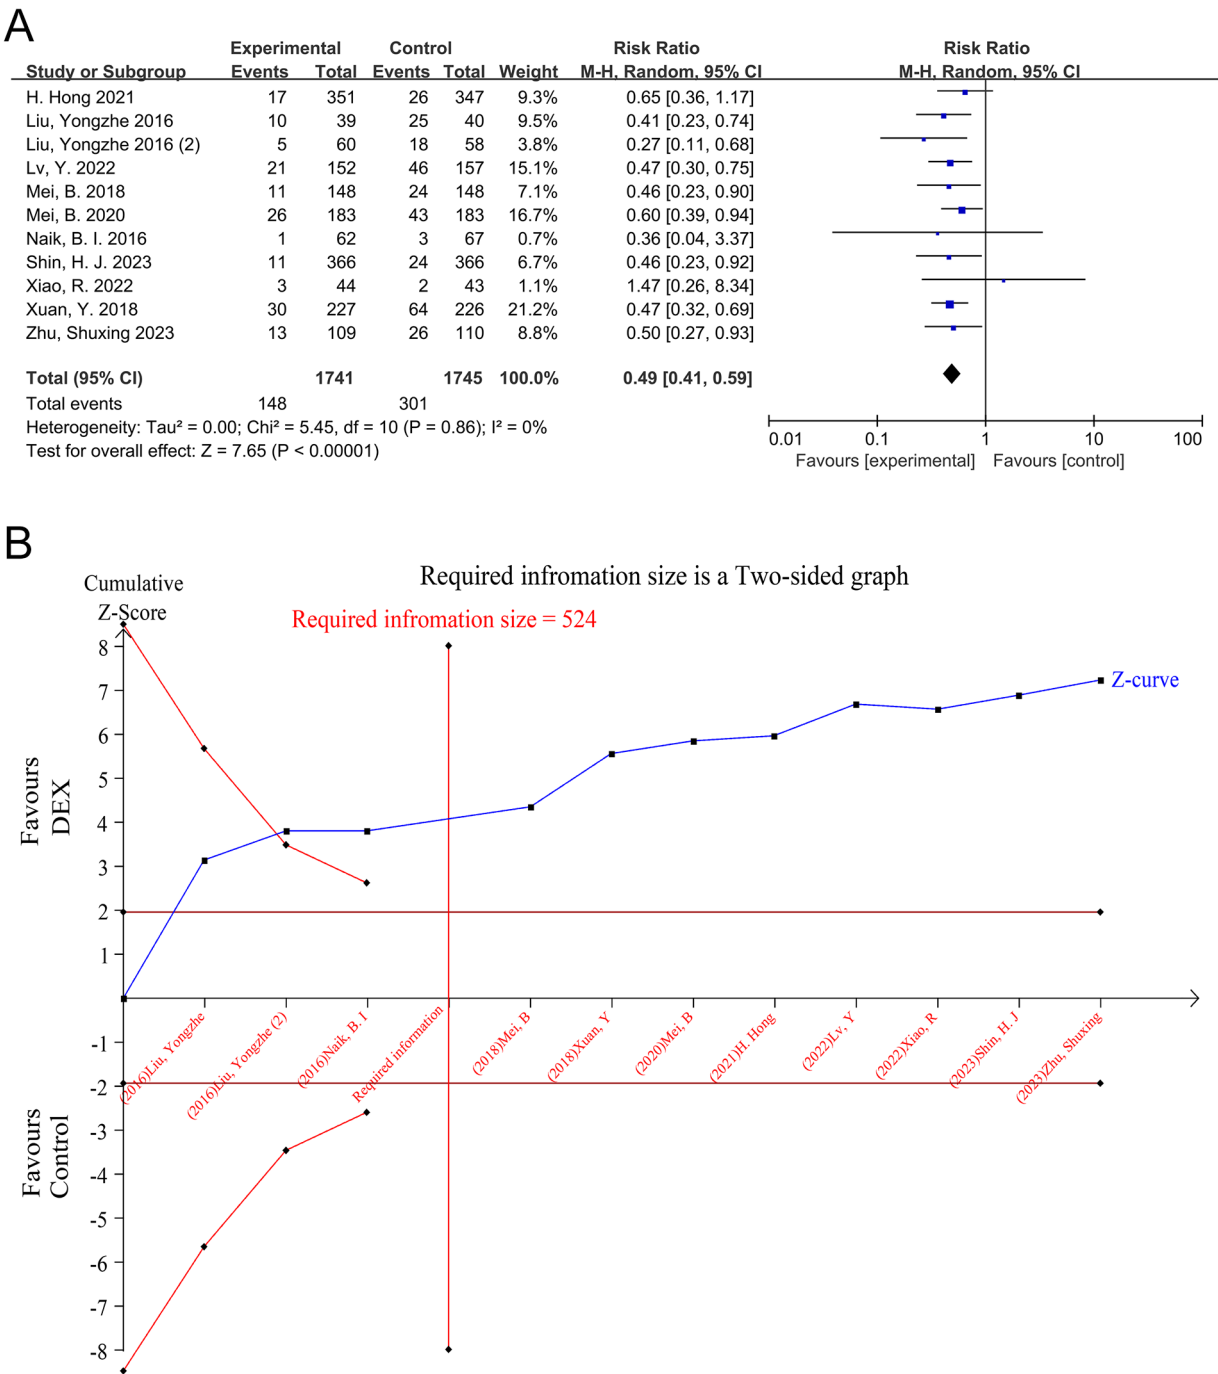 A
Experimental Control Risk Ratio Risk Ratio
Study or Subgroup Events Total Events Total Weight M-H, Random, 95% CI M-H, Random, 95% CI
H. Hong 2021 17 351 26 347 9.3% 0.65 [0.36, 1.17]
Liu, Yongzhe 2016 10 39 25 40 9.5% 0.41 [0.23, 0.74]
Liu, Yongzhe 2016 (2) 5 60 18 58 3.8% 0.27 [0.11, 0.68]
Lv, Y. 2022 21 152 46 157 15.1% 0.47 [0.30, 0.75]
Mei, B. 2018 11 148 24 148 7.1% 0.46 [0.23, 0.90]
Mei, B. 2020 26 183 43 183 16.7% 0.60 [0.39, 0.94]
Naik, B. I. 2016 1 62 3 67 0.7% 0.36 [0.04, 3.37]
Shin, H. J. 2023 11 366 24 366 6.7% 0.46 [0.23, 0.92]
Xiao, R. 2022 3 44 2 43 1.1% 1.47 [0.26, 8.34]
Xuan, Y. 2018 30 227 64 226 21.2% 0.47 [0.32, 0.69]
Zhu, Shuxing 2023 13 109 26 110 8.8% 0.50 [0.27, 0.93]
Total (95% CI) 1741 1745 100.0% 0.49 [0.41, 0.59]
Total events 148 301
Heterogeneity: Tau² = 0.00; Chi² = 5.45, df = 10 (P = 0.86); I² = 0%
Test for overall effect: Z = 7.65 (P < 0.00001)
0.01 0.1 1 10 100
Favours [experimental] Favours [control]
B
Required infromation size is a Two-sided graph
Cumulative
Z-Score
Required infromation size = 524
8
7
6
5
4
3
2
1
-1
-2
-3
-4
-5
-6
-7
-8
Z-curve
Favours
DEX
Favours
Control
(2016)Liu, Yongzhe
(2016)Liu, Yongzhe (2)
(2016)Naik, B. I
Required information
(2018)Mei, B
(2018)Xuan, Y
(2020)Mei, B
(2021)H. Hong
(2022)Lv, Y
(2022)Xiao, R
(2023)Shin, H. J
(2023)Zhu, Shuxing